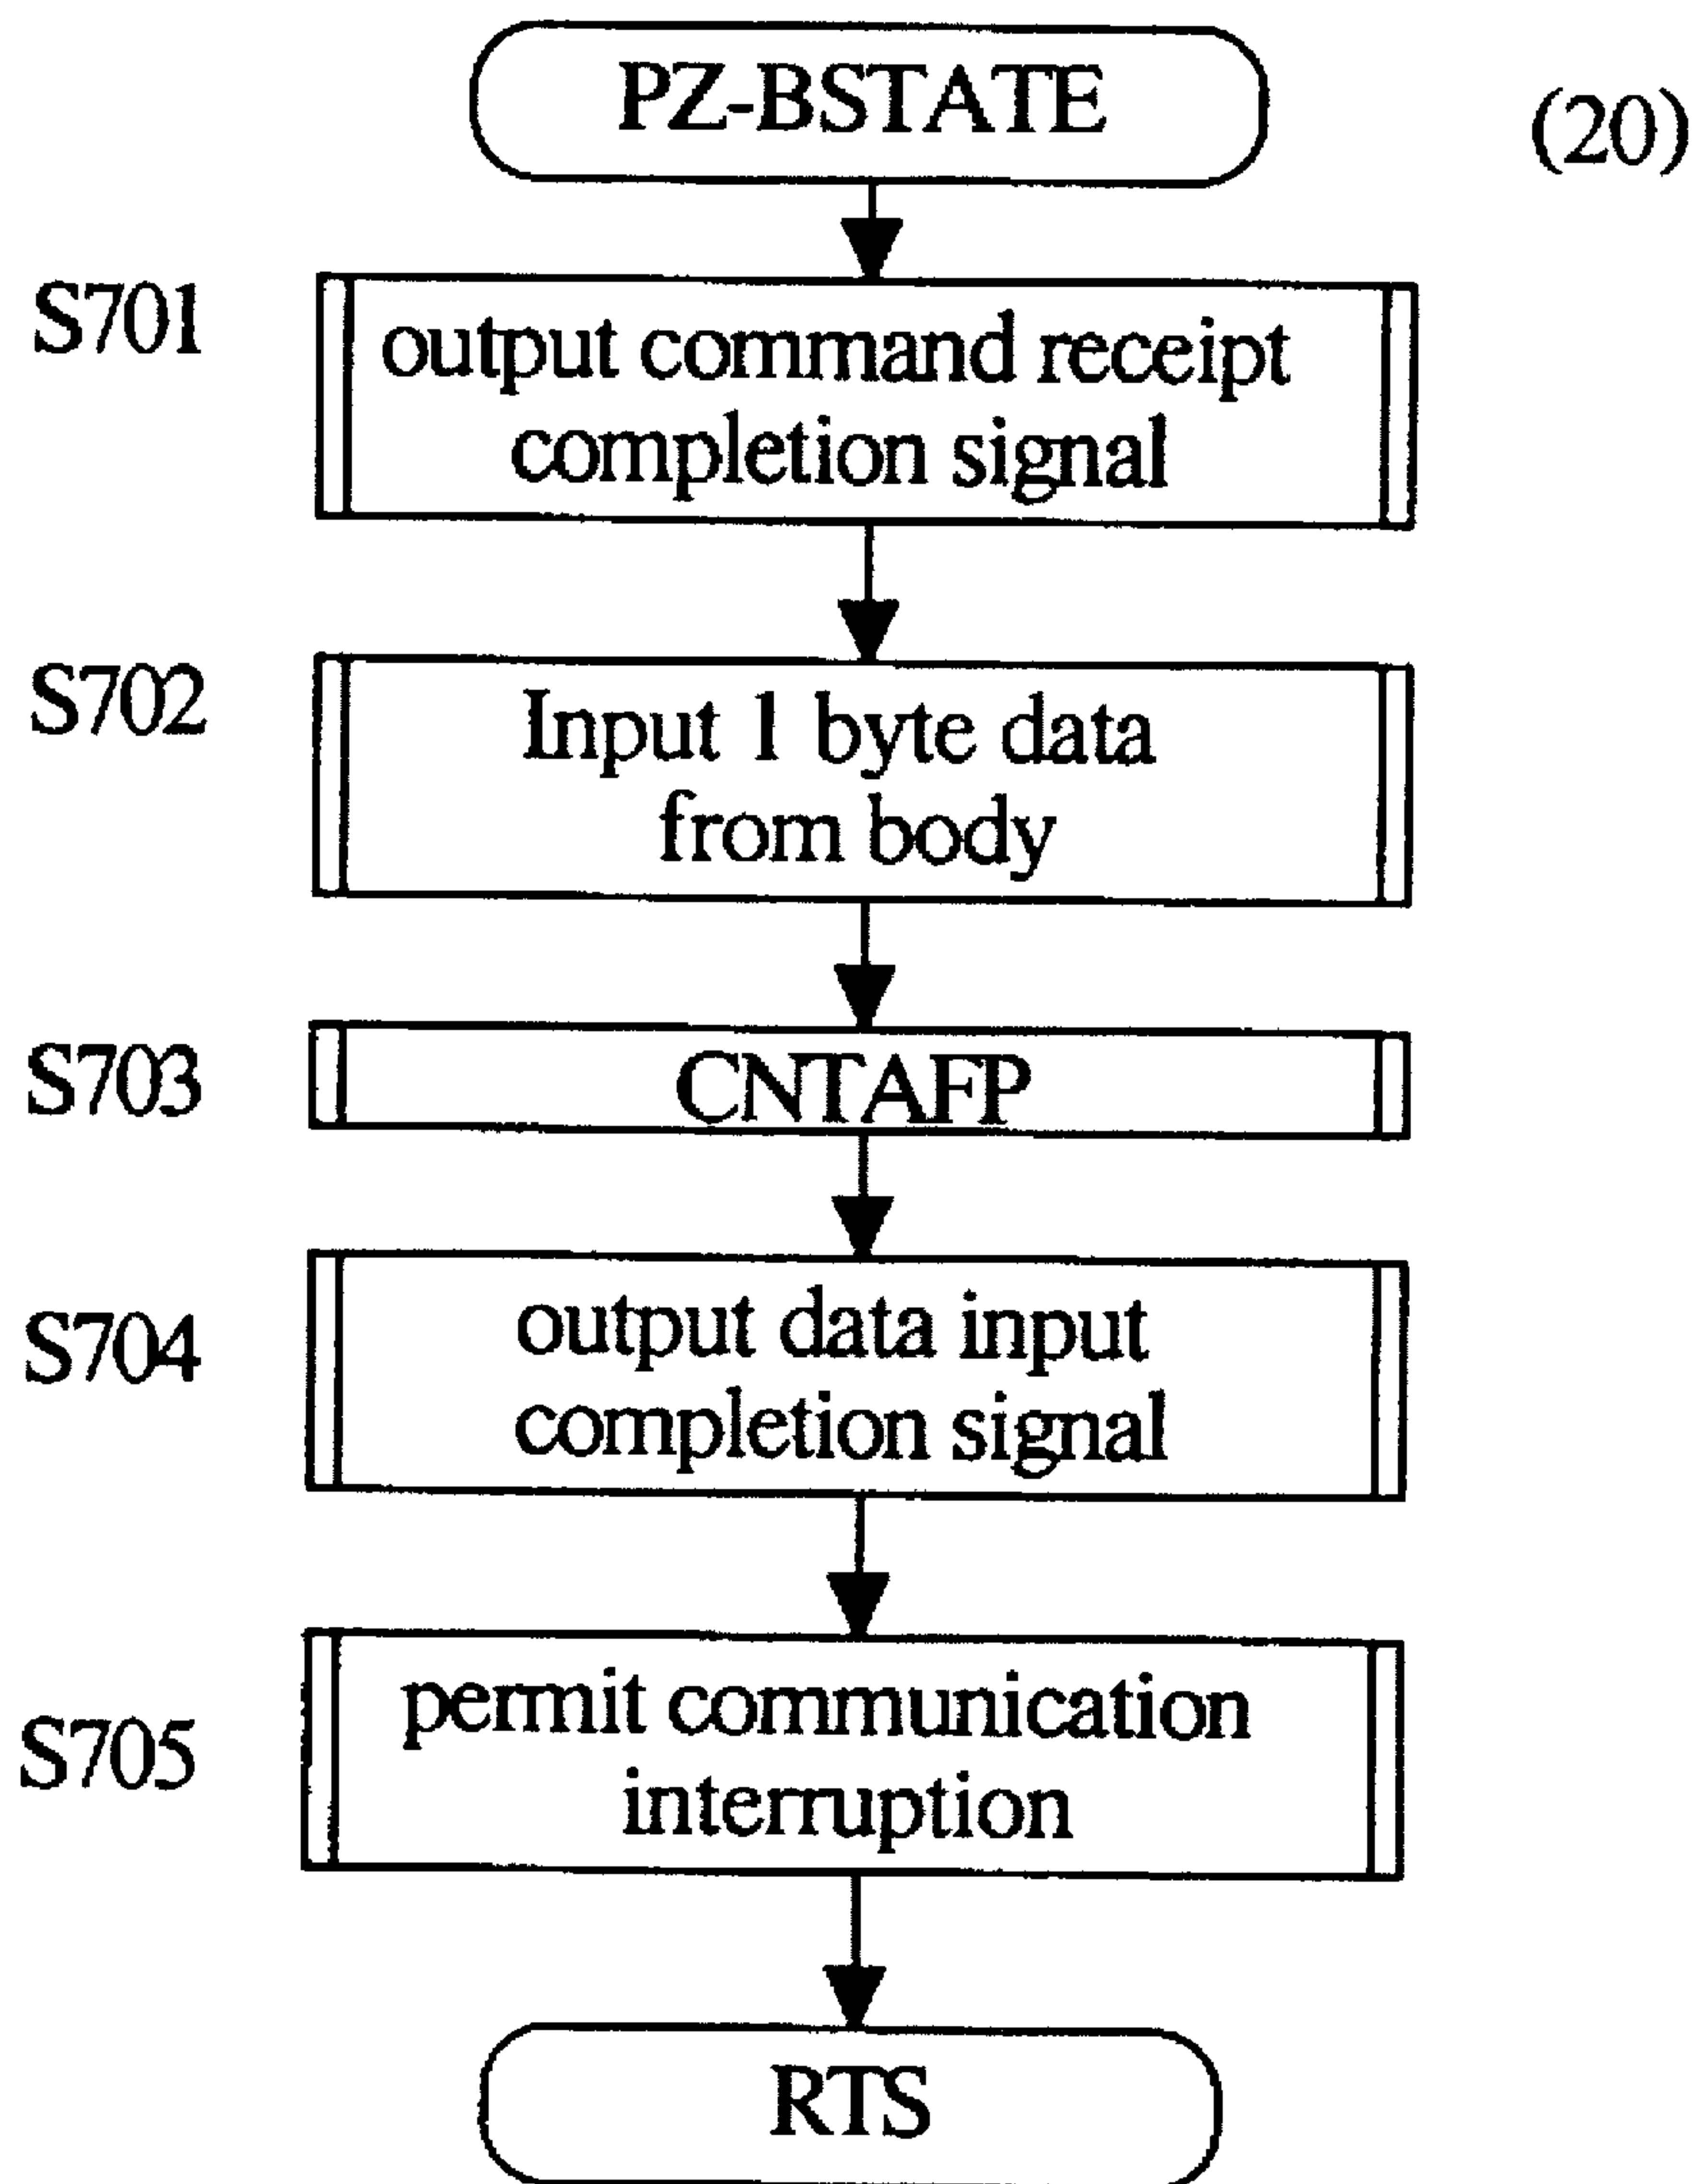 PZ-BSTATE
(20)
S701
output command receipt
completion signal
S702
Input 1 byte data
from body
S703
CNTAFP
S704
output data input
completion signal
S705
permit communication
interruption
RTS